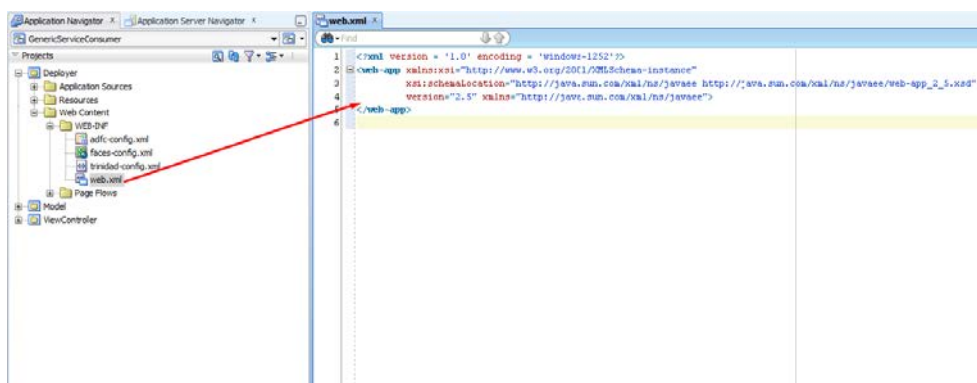 Application Navigator
Application Server Navigator
web.xml
GenericServiceConsumer
Find
Projects
Deployer
Application Sources
Resources
Web Content
WEB-INF
adfc-config.xml
faces-config.xml
trinidad-config.xml
web.xml
Page Flows
Model
ViewController
1 <?xml version = '1.0' encoding = 'windows-1252'?>
2 <web-app xmlns:xsi="http://www.w3.org/2001/XMLSchema-instance"
3 xsi:schemaLocation="http://java.sun.com/xml/ns/javaee http://java.sun.com/xml/ns/javaee/web-app_2_5.xsd"
4 version="2.5" xmlns="http://java.sun.com/xml/ns/javaee">
5 </web-app>
6